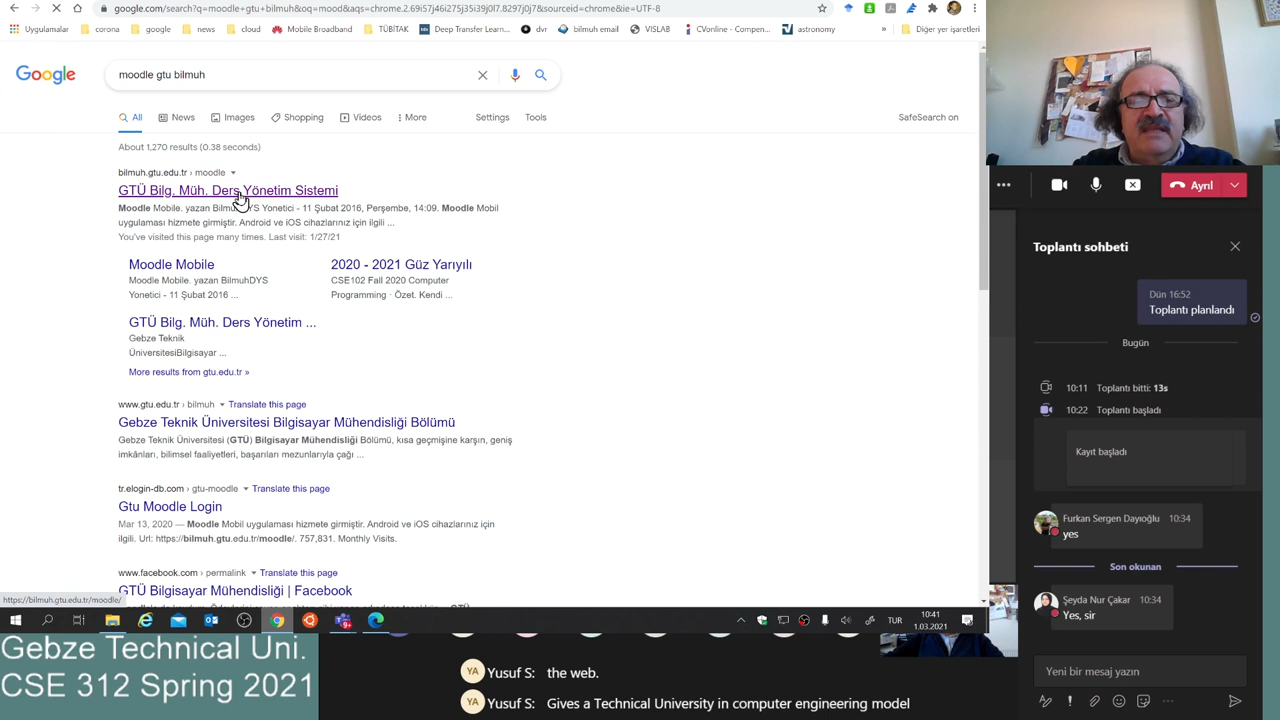 google.com/search?q=moodle+gtu+bilmuh&oq=mood&aqs=chrome.2.69i57j46i275j35i39j0l7.8297j0j7&sourceid=chrome&ie=UTF-8
Uygulamalar corona google news cloud Mobile Broadband TÜBİTAK Deep Transfer Learn... dvr bilmuh email VISLAB CVonline - Compen... astronomy » Diğer yer işaretleri
Google moodle gtu bilmuh
All News Images Shopping Videos More Settings Tools SafeSearch on
About 1,270 results (0.38 seconds)
bilmuh.gtu.edu.tr › moodle
GTÜ Bilg. Müh. Ders Yönetim Sistemi
Moodle Mobile. yazan BilmuhDYS Yonetici - 11 Şubat 2016, Perşembe, 14:09. Moodle Mobil
uygulaması hizmete girmiştir. Android ve iOS cihazlarınız için ilgili ...
You've visited this page many times. Last visit: 1/27/21
Moodle Mobile
Moodle Mobile. yazan BilmuhDYS
Yonetici - 11 Şubat 2016 ...
2020 - 2021 Güz Yarıyılı
CSE102 Fall 2020 Computer
Programming · Özet. Kendi ...
GTÜ Bilg. Müh. Ders Yönetim ...
Gebze Teknik
ÜniversitesiBilgisayar ...
More results from gtu.edu.tr »
www.gtu.edu.tr › bilmuh Translate this page
Gebze Teknik Üniversitesi Bilgisayar Mühendisliği Bölümü
Gebze Teknik Üniversitesi (GTÜ) Bilgisayar Mühendisliği Bölümü, kısa geçmişine karşın, geniş
imkânları, bilimsel faaliyetleri, başarıları mezunlarıyla çağı ...
tr.elogin-db.com › gtu-moodle Translate this page
Gtu Moodle Login
Mar 13, 2020 — Moodle Mobil uygulaması hizmete girmiştir. Android ve iOS cihazlarınız için
ilgili. Url: https://bilmuh.gtu.edu.tr/moodle/. 757,831. Monthly Visits.
www.facebook.com › permalink Translate this page
GTÜ Bilgisayar Mühendisliği | Facebook
https://bilmuh.gtu.edu.tr/moodle/
TUR 10:41
1.03.2021
Ayrıl
Toplantı sohbeti
Dün 16:52
Toplantı planlandı
Bugün
10:11 Toplantı bitti: 13s
10:22 Toplantı başladı
Kayıt başladı
Furkan Sergen Dayıoğlu 10:34
yes
Son okunan
Şeyda Nur Çakar 10:34
Yes, sir
Yeni bir mesaj yazın
Gebze Technical Uni.
CSE 312 Spring 2021
YA Yusuf S: the web.
YA Yusuf S: Gives a Technical University in computer engineering model